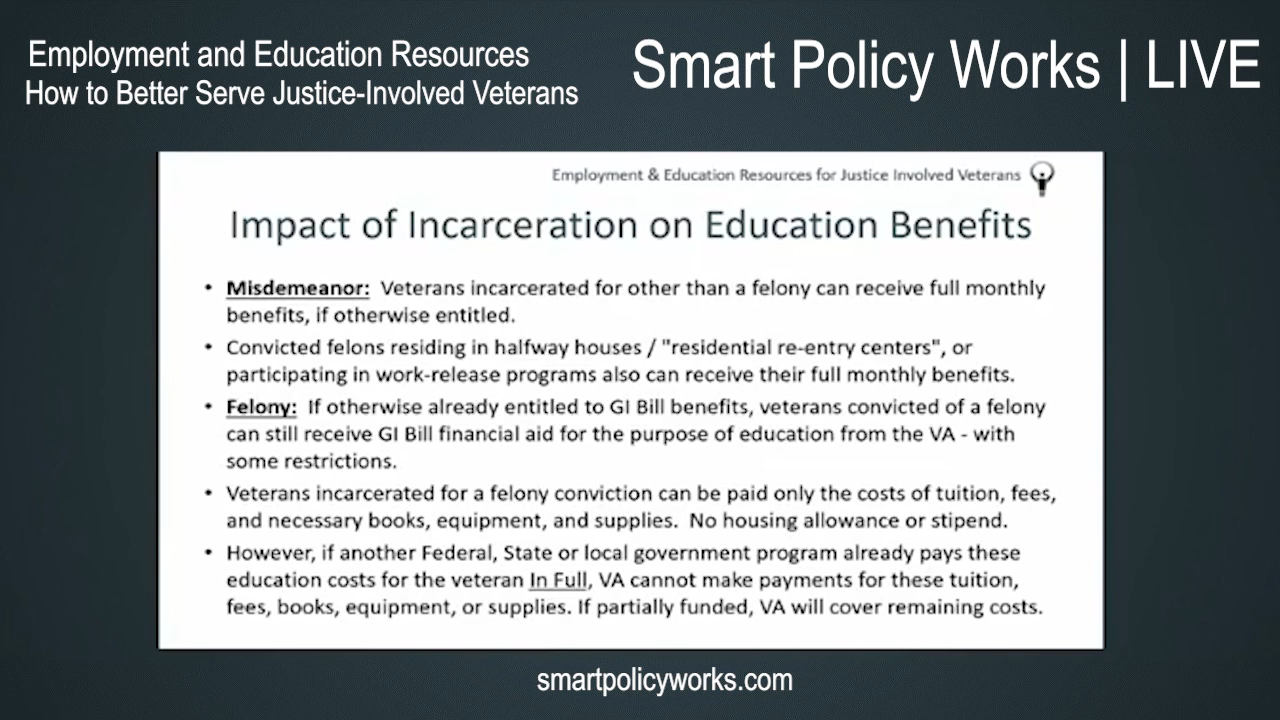 Employment and Education Resources
How to Better Serve Justice-Involved Veterans
Smart Policy Works | LIVE
Employment & Education Resources for Justice Involved Veterans
Impact of Incarceration on Education Benefits
• Misdemeanor: Veterans incarcerated for other than a felony can receive full monthly
benefits, if otherwise entitled.
• Convicted felons residing in halfway houses / "residential re-entry centers", or
participating in work-release programs also can receive their full monthly benefits.
• Felony: If otherwise already entitled to GI Bill benefits, veterans convicted of a felony
can still receive GI Bill financial aid for the purpose of education from the VA - with
some restrictions.
• Veterans incarcerated for a felony conviction can be paid only the costs of tuition, fees,
and necessary books, equipment, and supplies. No housing allowance or stipend.
• However, if another Federal, State or local government program already pays these
education costs for the veteran In Full, VA cannot make payments for these tuition,
fees, books, equipment, or supplies. If partially funded, VA will cover remaining costs.
smartpolicyworks.com